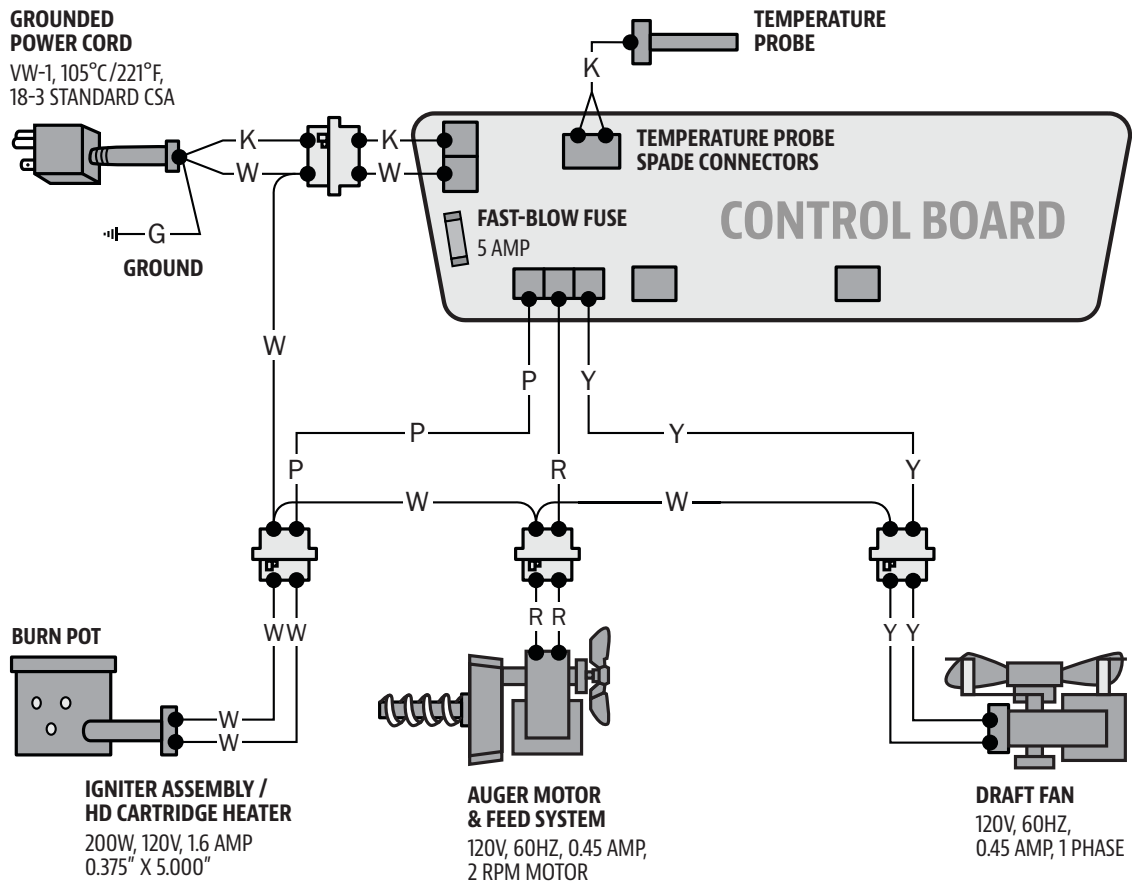 GROUNDED
POWER CORD
VW-1, 105°C/221°F,
18-3 STANDARD CSA
TEMPERATURE
PROBE
K
TEMPERATURE PROBE
SPADE CONNECTORS
K
K
W
W
CONTROL BOARD
FAST-BLOW FUSE
5 AMP
G
GROUND
W
P
Y
P
Y
P
R
Y
W
W
R R
W W
Y Y
BURN POT
W
W
IGNITER ASSEMBLY /
HD CARTRIDGE HEATER
200W, 120V, 1.6 AMP
0.375" X 5.000"
AUGER MOTOR
& FEED SYSTEM
120V, 60HZ, 0.45 AMP,
2 RPM MOTOR
DRAFT FAN
120V, 60HZ,
0.45 AMP, 1 PHASE